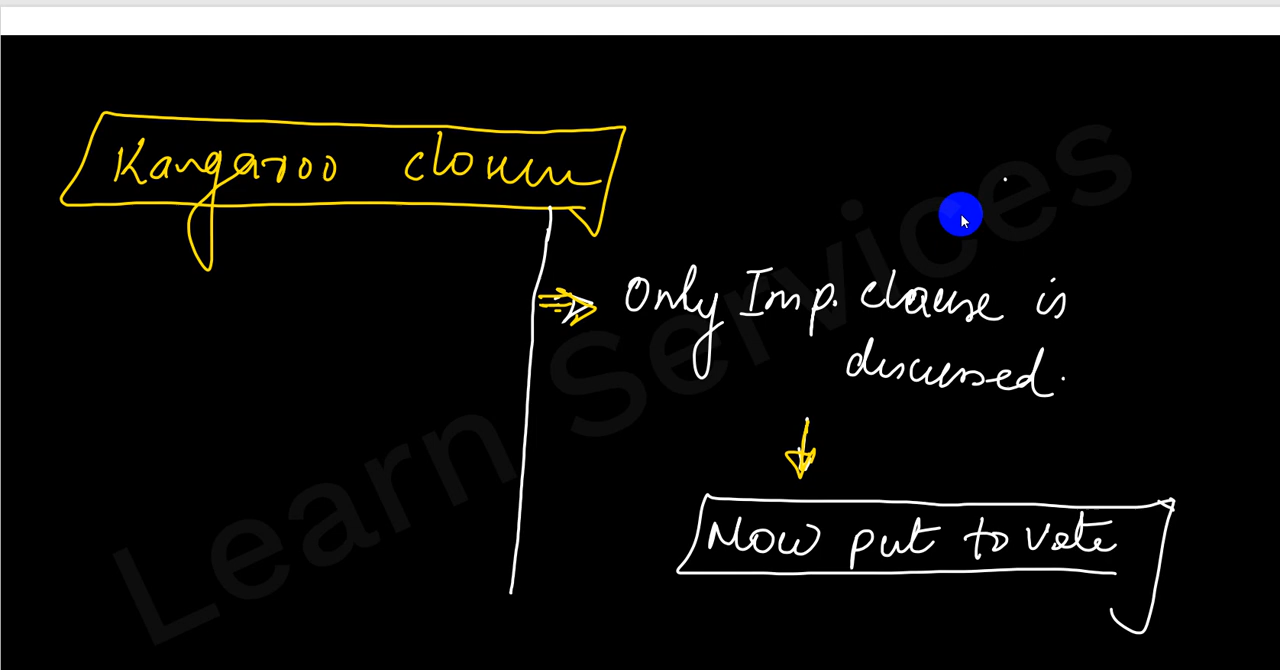 Kangaroo closure
Only Imp. clause is
discussed.
Now put to Vote
Learn Services